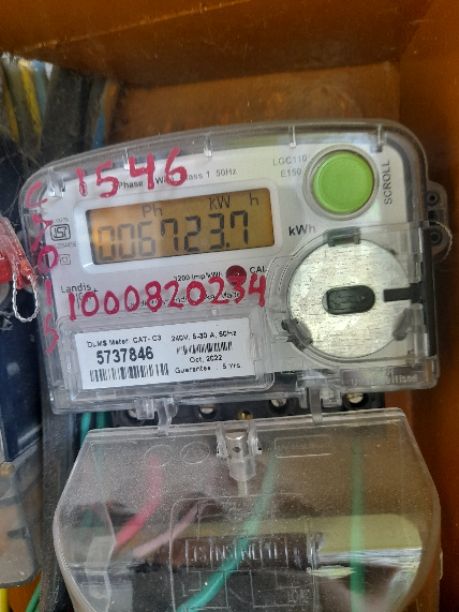 1546
Phase
Class 1 50Hz
LGC110
E150
SCROLL
Ph kW h
006723.7
kWh
3200 imp/kWh
CAL
Landis
1000820234
DLMS Meter, CAT- C3
240V, 5-30 A, 50Hz
5737846
Oct, 2022
Guarantee : 5 Yrs.